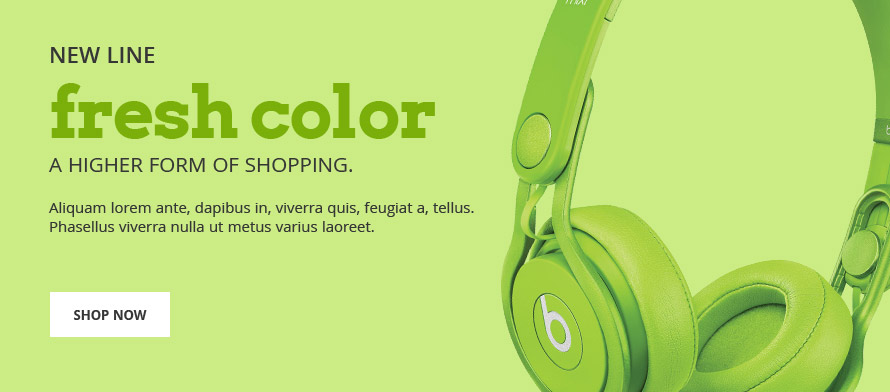 NEW LINE
fresh color
A HIGHER FORM OF SHOPPING.
Aliquam lorem ante, dapibus in, viverra quis, feugiat a, tellus.
Phasellus viverra nulla ut metus varius laoreet.
SHOP NOW
b